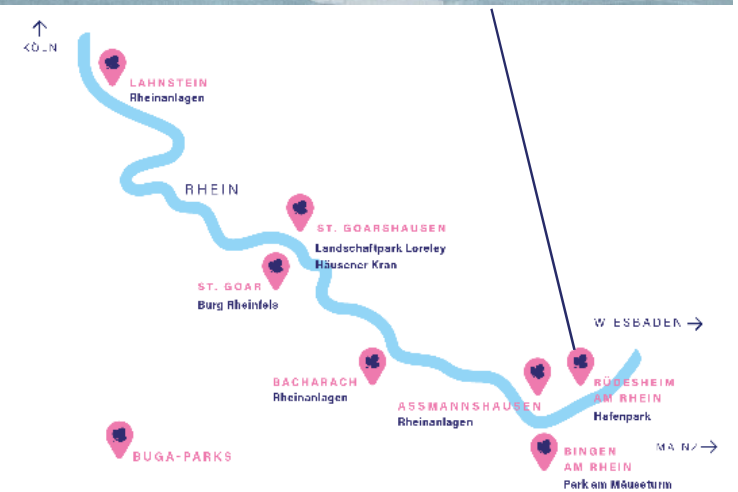 KÖLN
LAHNSTEIN
Rheinanlagen
RHEIN
ST. GOARSHAUSEN
Landschaftpark Loreley
Häusener Kran
ST. GOAR
Burg Rheinfels
WIESBADEN
BACHARACH
Rheinanlagen
ASSMANNSHAUSEN
Rheinanlagen
RÜDESHEIM
AM RHEIN
Hafenpark
MAINZ
BINGEN
AM RHEIN
Park am Mäuseturm
BUGA-PARKS